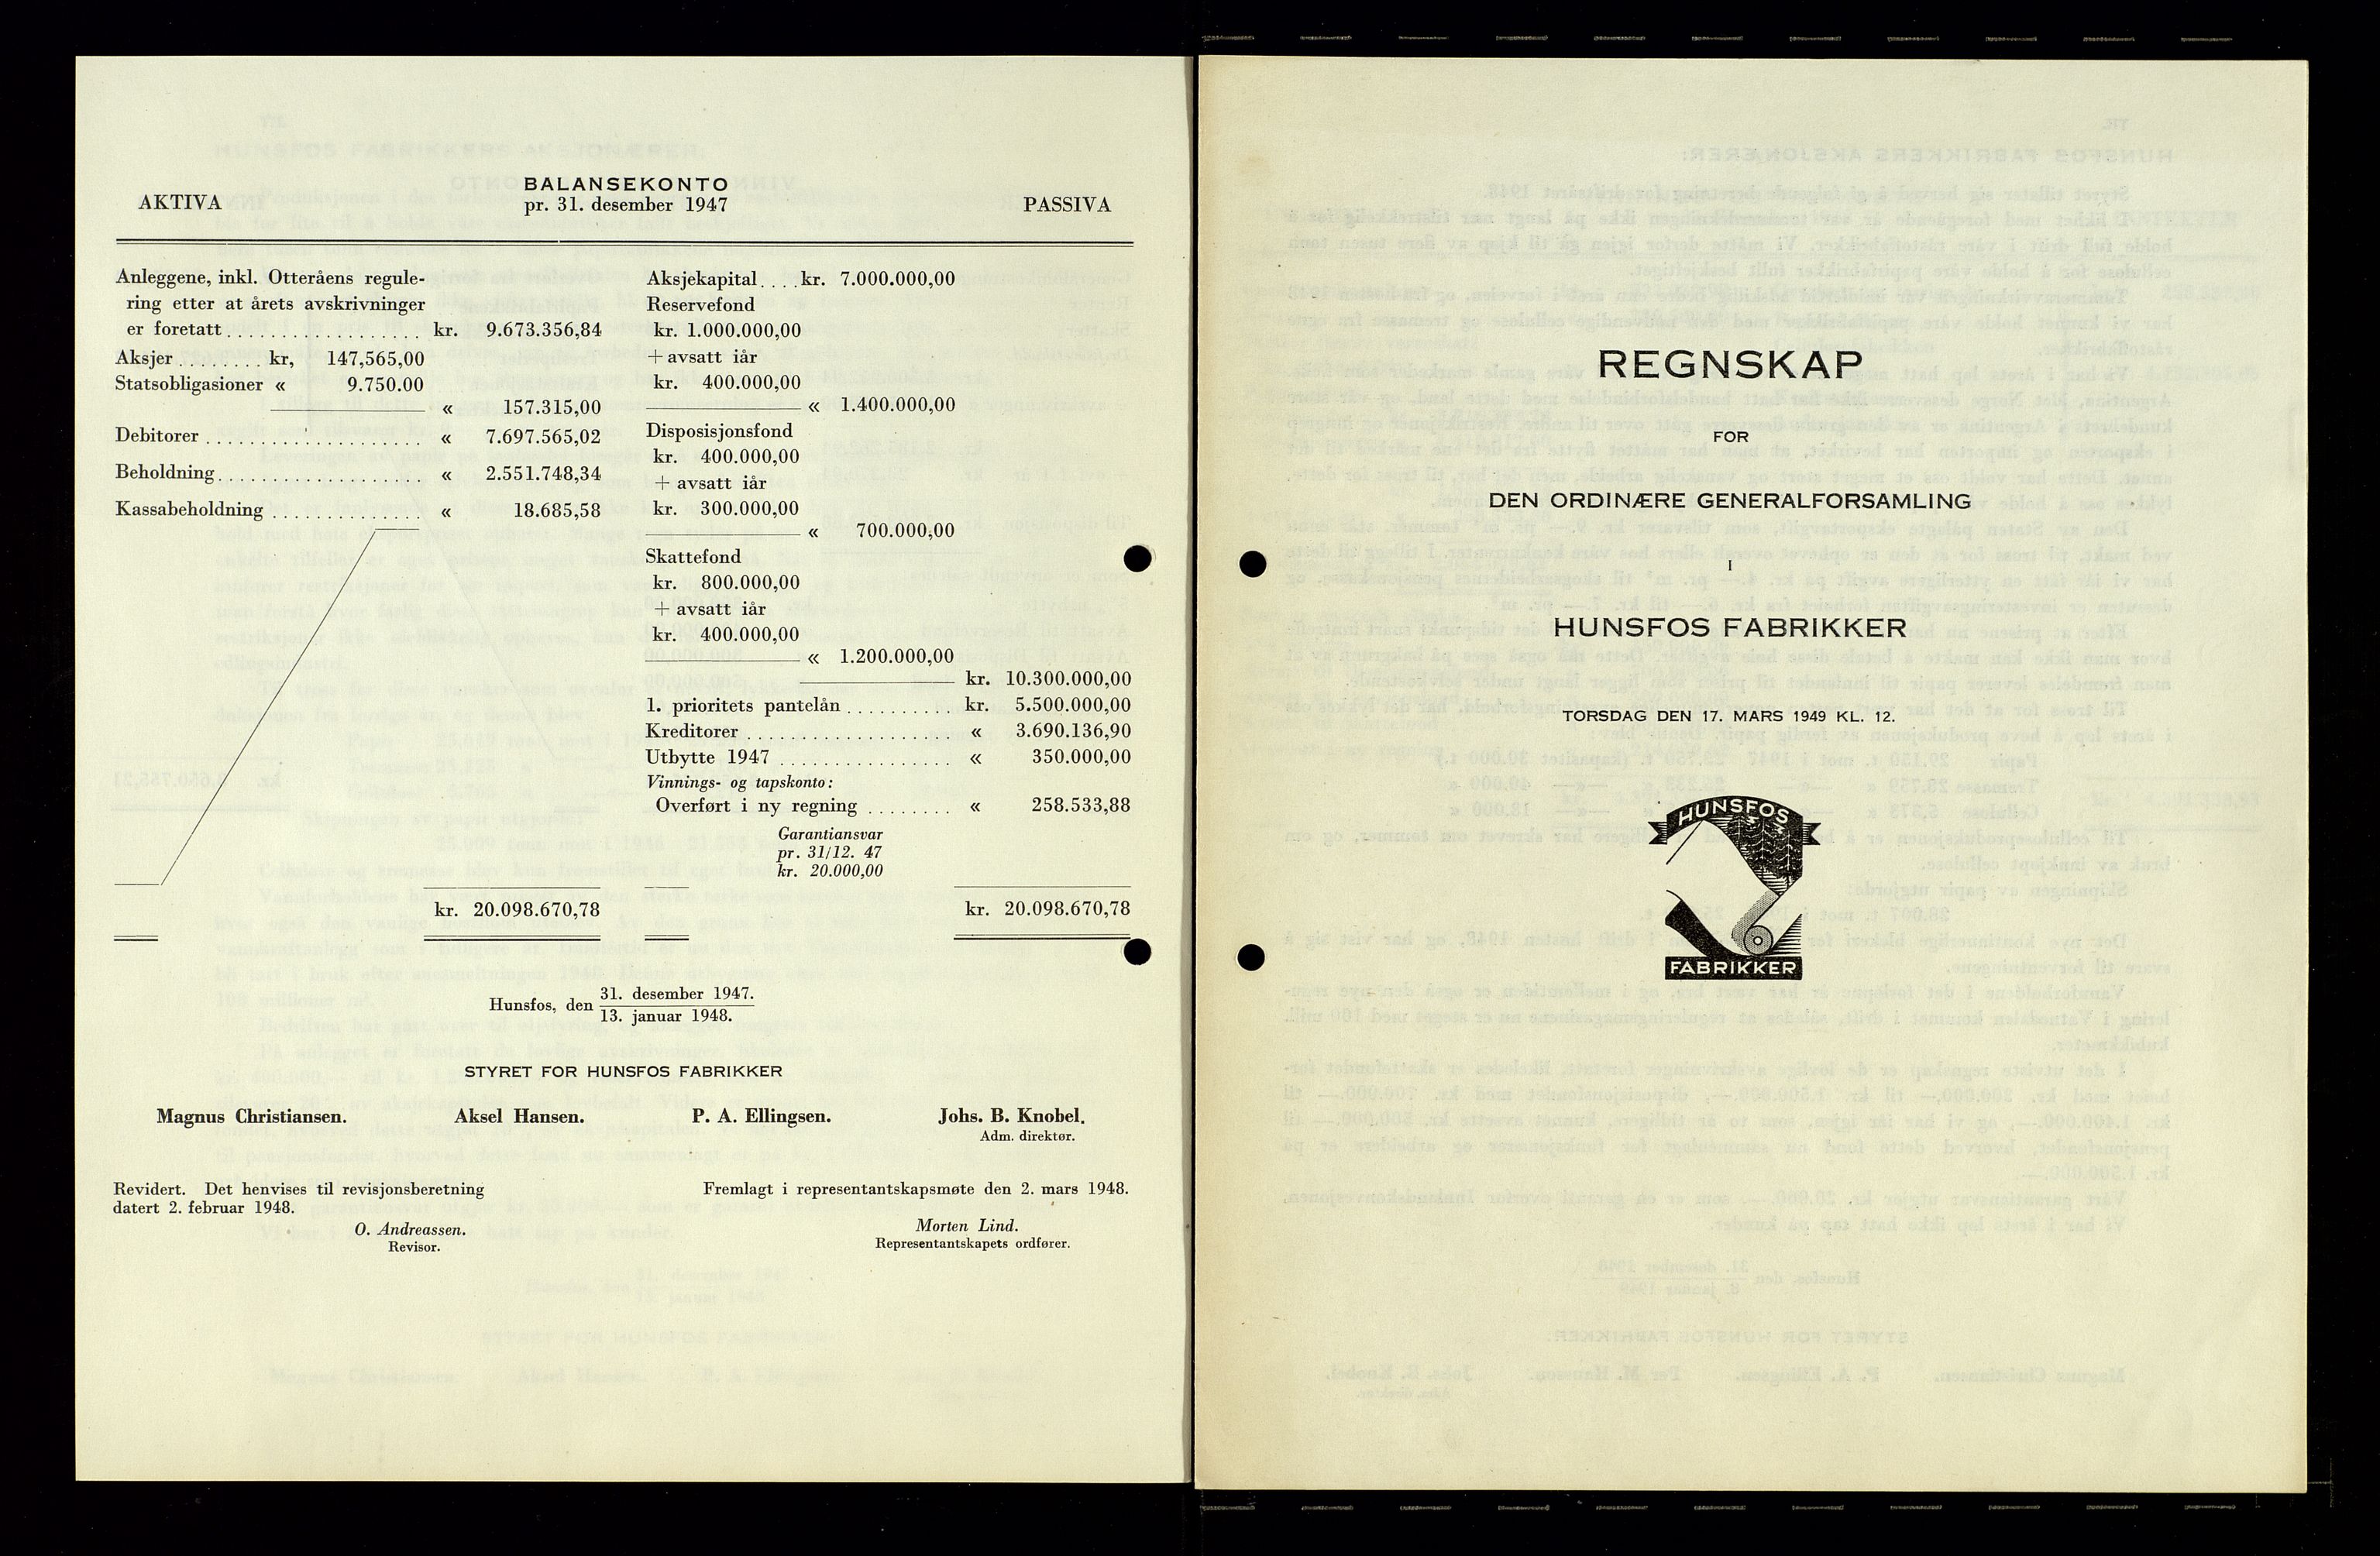 BALANSEKONTO
AKTIVA pr. 31. desember 1947 PASSIVA
Anleggene, inkl. Otteråens regule-
ring etter at årets avskrivninger
er foretatt . . . . . . . . . . . . . . . . . kr. 9.673.356,84
Aksjer . . . . . . . . kr, 147,565,00
Statsobligasioner « 9.750.00
« 157.315,00
Debitorer . . . . . . . . . . . . . . . . . . . « 7.697.565,02
Beholdning . . . . . . . . . . . . . . . . . . « 2.551.748,34
Kassabeholdning . . . . . . . . . . . . . « 18.685,58
kr. 20.098.670,78
Aksjekapital . . . . kr. 7.000.000,00
Reservefond
kr. 1.000.000,00
+ avsatt iår
kr. 400.000,00
« 1.400.000,00
Disposisjonsfond
kr. 400.000,00
+ avsatt iår
kr. 300.000,00
« 700.000,00
Skattefond
kr. 800.000,00
+ avsatt iår
kr. 400.000,00
« 1.200.000,00
kr. 10.300.000,00
1. prioritets pantelån . . . . . . . . . kr. 5.500.000,00
Kreditorer . . . . . . . . . . . . . . . . . . « 3.690.136,90
Utbytte 1947 . . . . . . . . . . . . . . . « 350.000,00
Vinnings- og tapskonto:
Overført i ny regning . . . . . . . . « 258.533,88
Garantiansvar
pr. 31/12. 47
kr. 20.000,00
kr. 20.098.670,78
Hunsfos, den 31. desember 1947.
13. januar 1948.
STYRET FOR HUNSFOS FABRIKKER
Magnus Christiansen. Aksel Hansen. P. A. Ellingsen. Johs. B. Knobel.
Adm. direktør.
Revidert. Det henvises til revisjonsberetning
datert 2. februar 1948.
O. Andreassen.
Revisor.
Fremlagt i representantskapsmøte den 2. mars 1948.
Morten Lind.
Representantskapets ordfører.
REGNSKAP
FOR
DEN ORDINÆRE GENERALFORSAMLING
I
HUNSFOS FABRIKKER
TORSDAG DEN 17. MARS 1949 KL. 12.
HUNSFOS
FABRIKKER